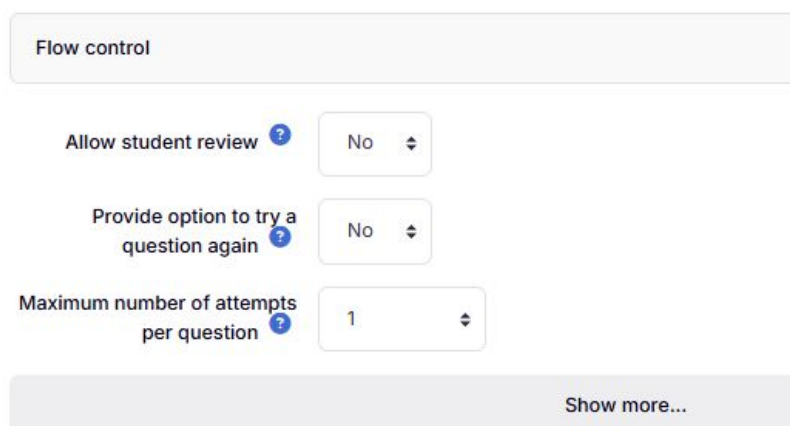 Flow control
Allow student review ?
No
Provide option to try a
question again ?
No
Maximum number of attempts
per question ?
1
Show more...